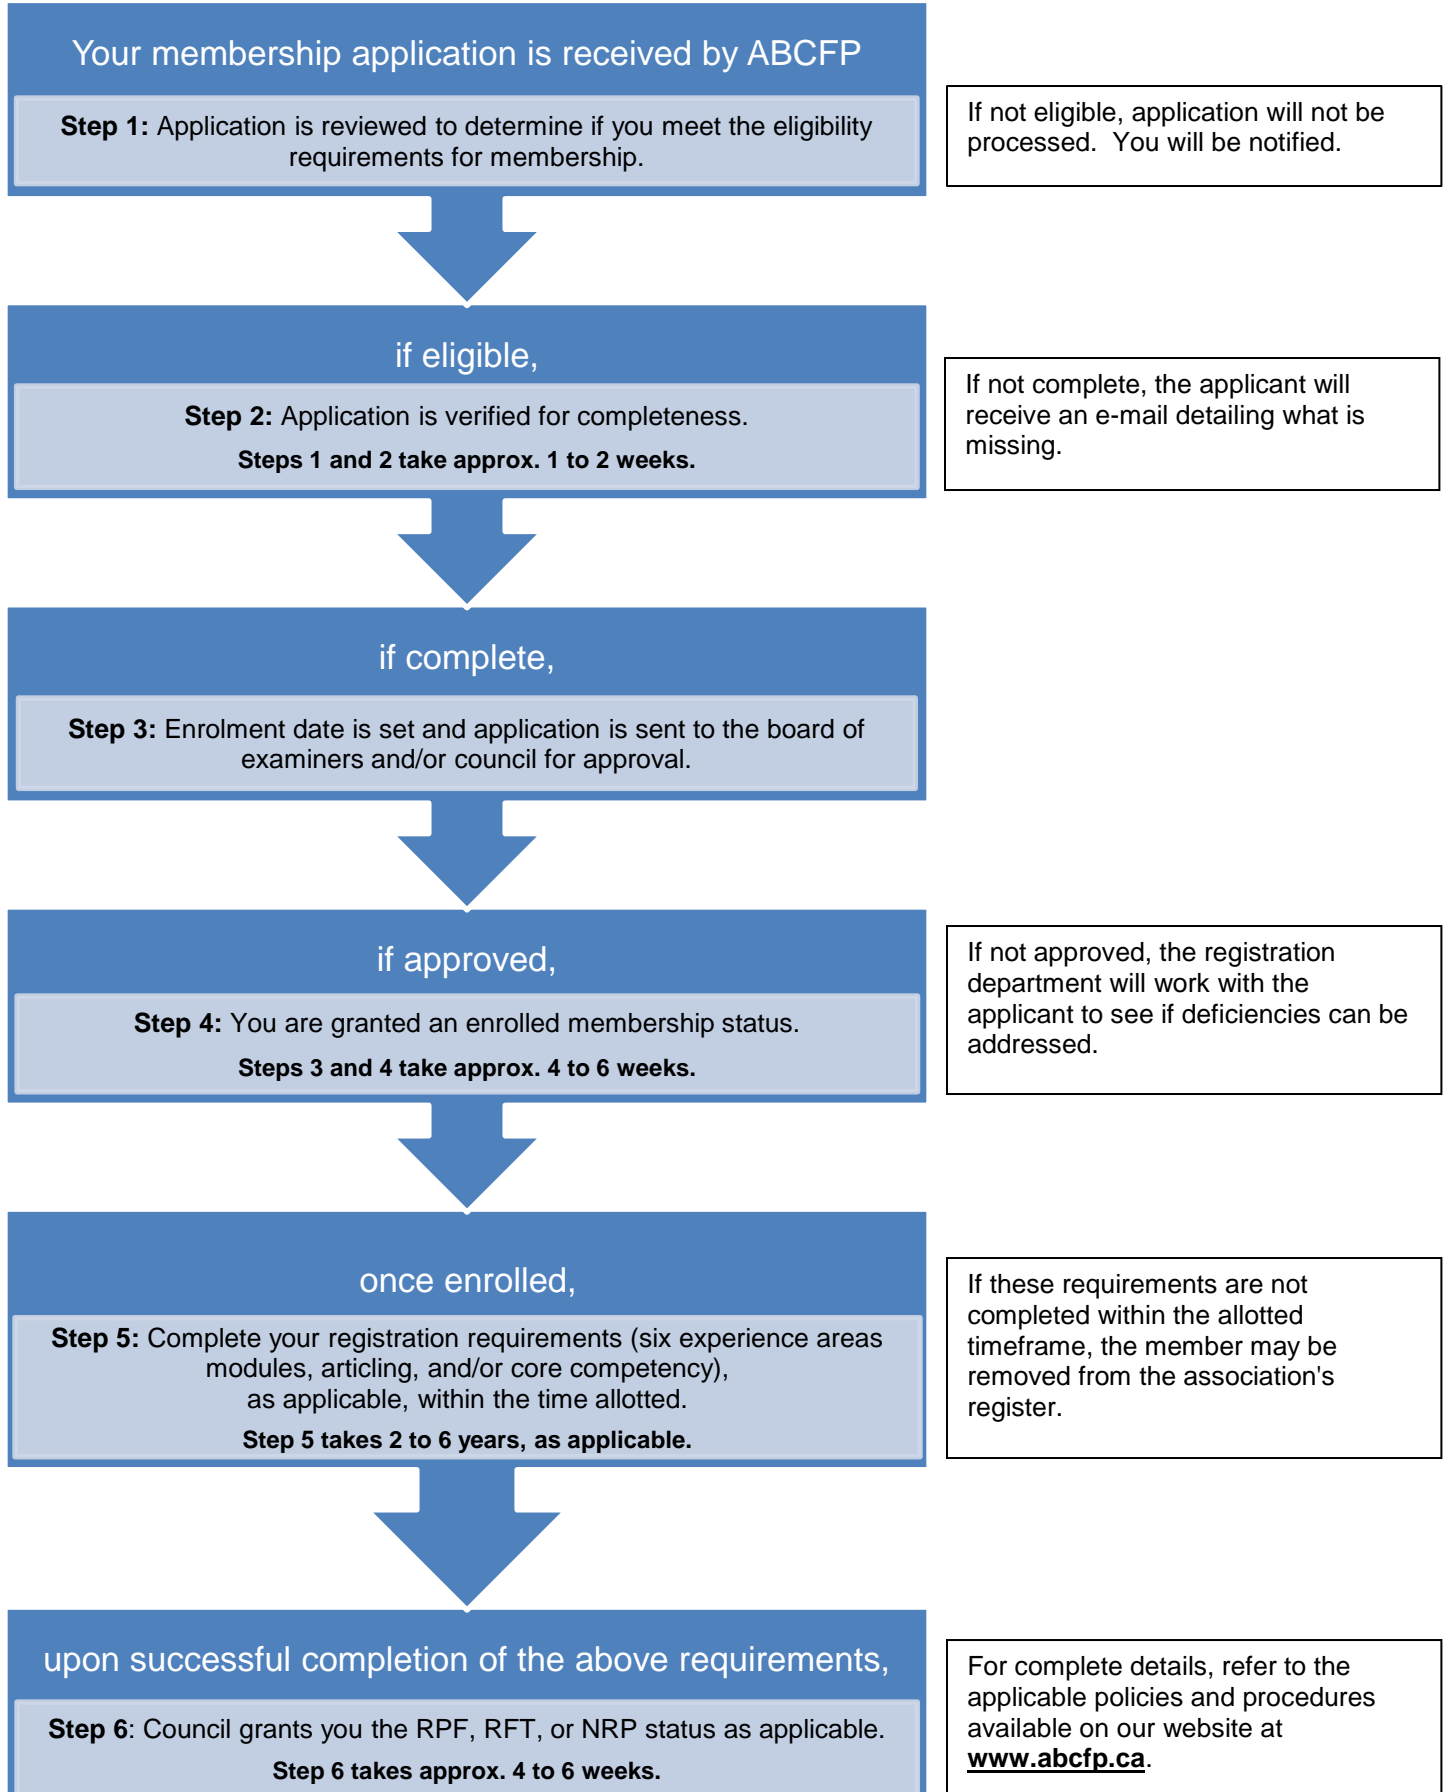 Your membership application is received by ABCFP
Step 1: Application is reviewed to determine if you meet the eligibility
requirements for membership.
If not eligible, application will not be
processed.  You will be notified.
if eligible,
Step 2: Application is verified for completeness.
Steps 1 and 2 take approx. 1 to 2 weeks.
If not complete, the applicant will
receive an e-mail detailing what is
missing.
if complete,
Step 3: Enrolment date is set and application is sent to the board of
examiners and/or council for approval.
if approved,
Step 4: You are granted an enrolled membership status.
Steps 3 and 4 take approx. 4 to 6 weeks.
If not approved, the registration
department will work with the
applicant to see if deficiencies can be
addressed.
once enrolled,
Step 5: Complete your registration requirements (six experience areas
modules, articling, and/or core competency),
as applicable, within the time allotted.
Step 5 takes 2 to 6 years, as applicable.
If these requirements are not
completed within the allotted
timeframe, the member may be
removed from the association's
register.
upon successful completion of the above requirements,
Step 6: Council grants you the RPF, RFT, or NRP status as applicable.
Step 6 takes approx. 4 to 6 weeks.
For complete details, refer to the
applicable policies and procedures
available on our website at
www.abcfp.ca.